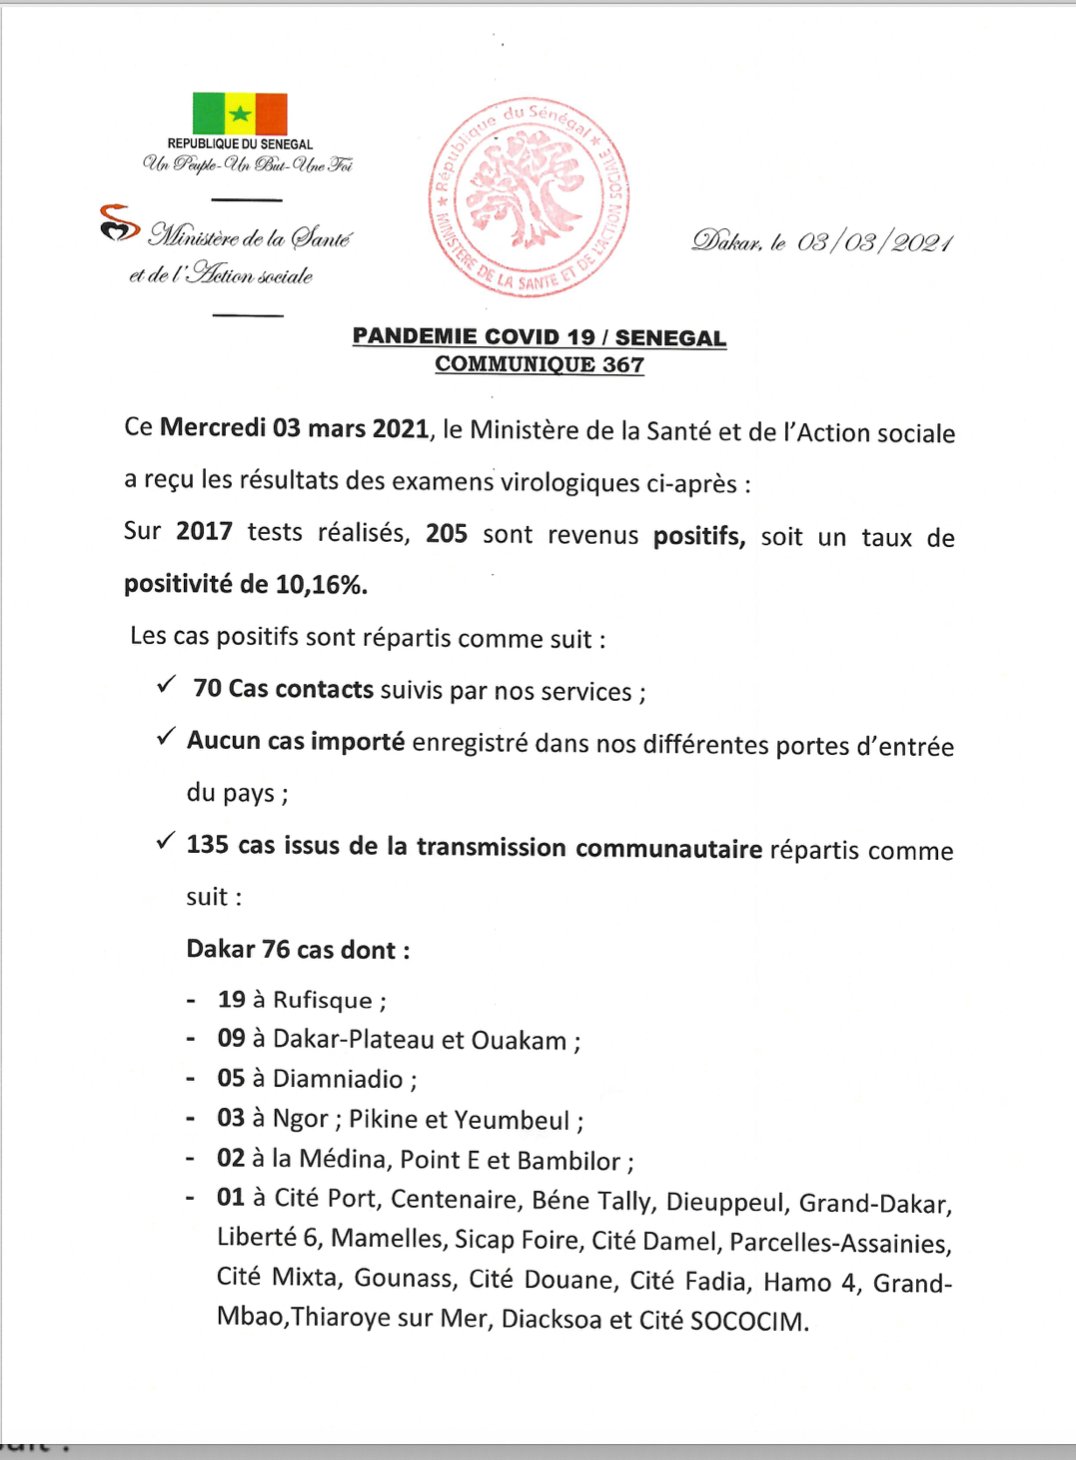 REPUBLIQUE DU SENEGAL
Un Peuple-Un But-Une Foi
Ministère de la Santé
et de l'Action sociale
★ République du Sénégal ★
MINISTERE DE LA SANTE ET DE L'ACTION SOCIALE
Dakar, le 03/03/2021
PANDEMIE COVID 19 / SENEGAL
COMMUNIQUE 367
Ce Mercredi 03 mars 2021, le Ministère de la Santé et de l'Action sociale
a reçu les résultats des examens virologiques ci-après :
Sur 2017 tests réalisés, 205 sont revenus positifs, soit un taux de
positivité de 10,16%.
Les cas positifs sont répartis comme suit :
✓ 70 Cas contacts suivis par nos services ;
✓ Aucun cas importé enregistré dans nos différentes portes d'entrée
du pays ;
✓ 135 cas issus de la transmission communautaire répartis comme
suit :
Dakar 76 cas dont :
- 19 à Rufisque ;
- 09 à Dakar-Plateau et Ouakam ;
- 05 à Diamniadio ;
- 03 à Ngor ; Pikine et Yeumbeul ;
- 02 à la Médina, Point E et Bambilor ;
- 01 à Cité Port, Centenaire, Béne Tally, Dieuppeul, Grand-Dakar,
Liberté 6, Mamelles, Sicap Foire, Cité Damel, Parcelles-Assainies,
Cité Mixta, Gounass, Cité Douane, Cité Fadia, Hamo 4, Grand-
Mbao,Thiaroye sur Mer, Diacksoa et Cité SOCOCIM.